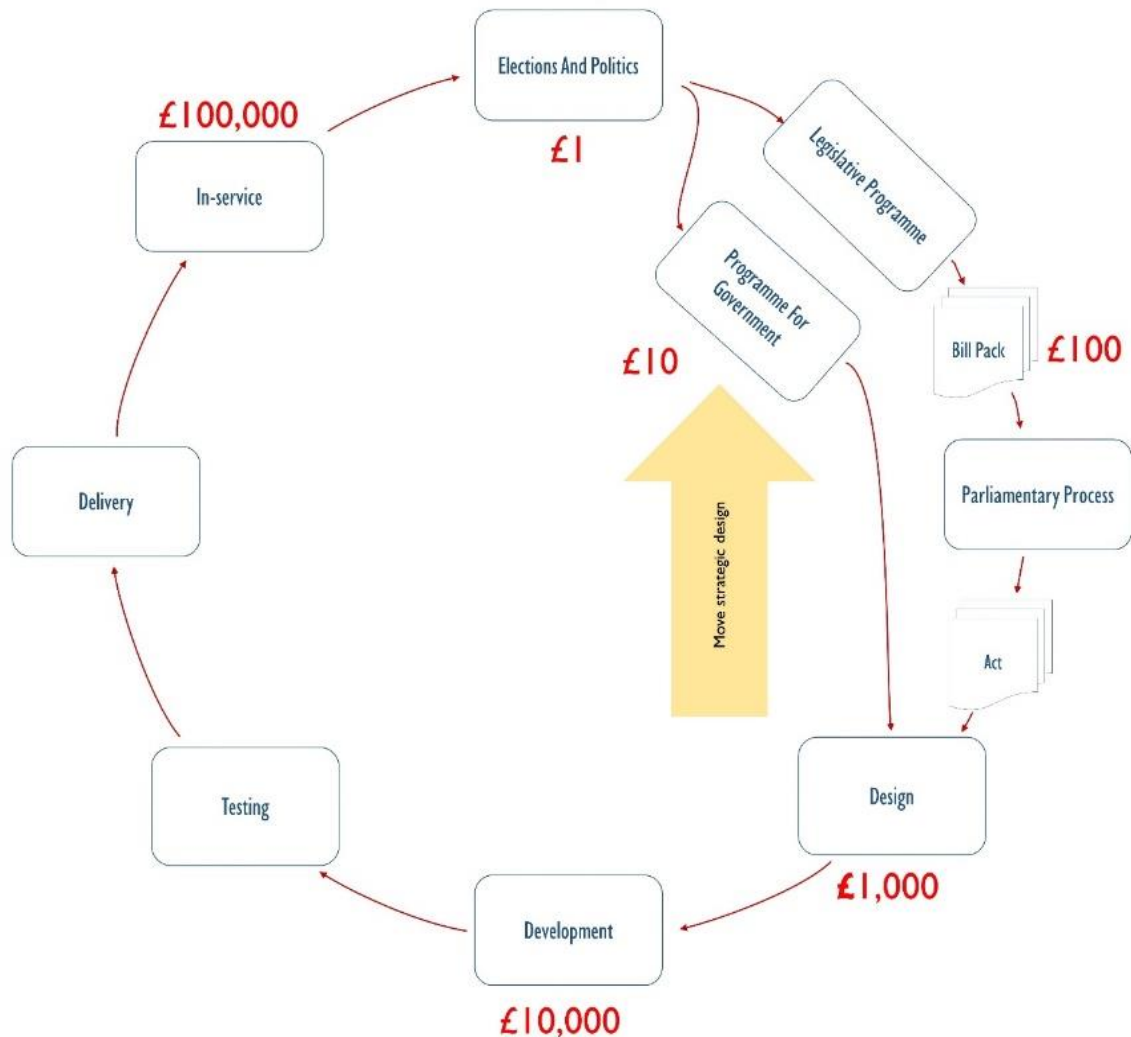 Elections And Politics
£1
£100,000
In-service
Legislative Programme
Programme For
Government
£10
Bill Pack
£100
Parliamentary Process
Delivery
Move strategic design
Act
Testing
Design
£1,000
Development
£10,000